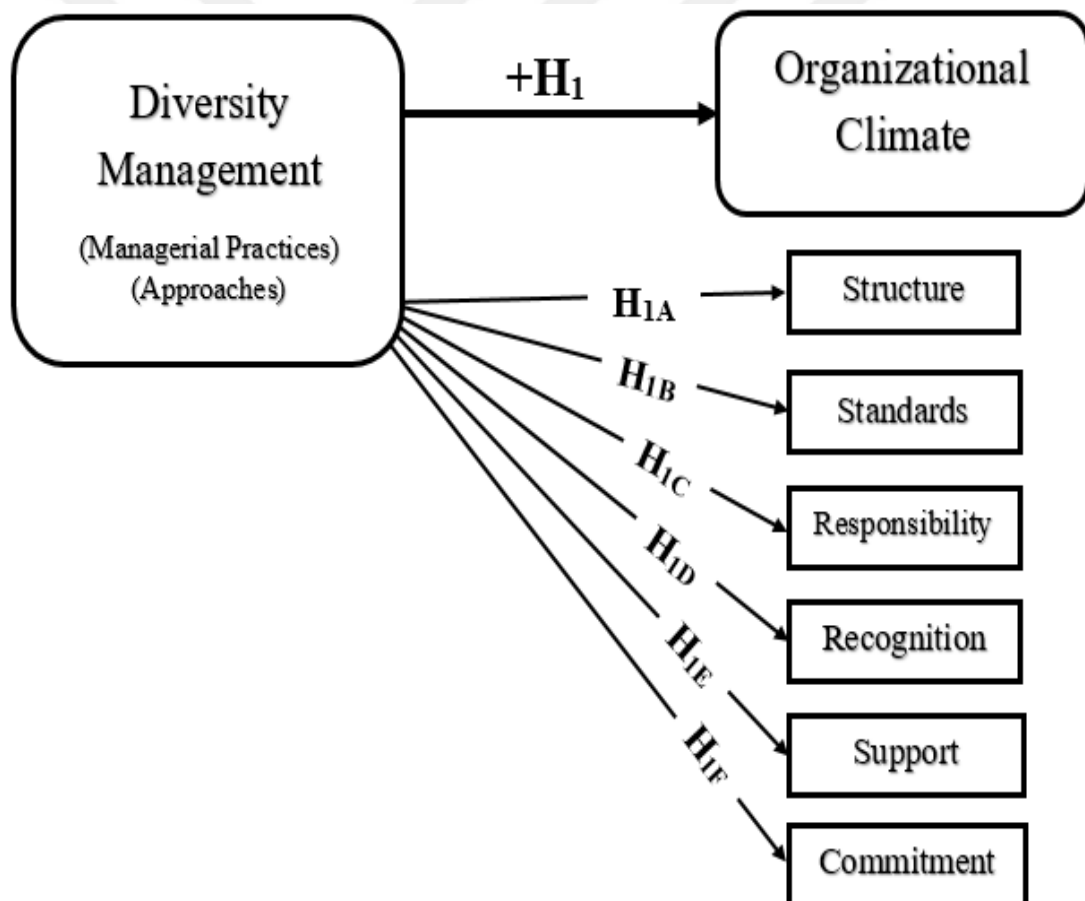 Diversity
Management
(Managerial Practices)
(Approaches)
+H₁
Organizational
Climate
H₁A
Structure
H₁B
Standards
H₁C
Responsibility
H₁D
Recognition
H₁E
Support
H₁F
Commitment